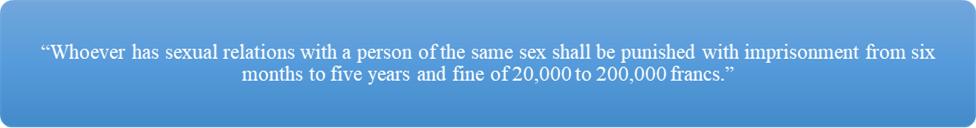 “Whoever has sexual relations with a person of the same sex shall be punished with imprisonment from six
months to five years and fine of 20,000 to 200,000 francs.”